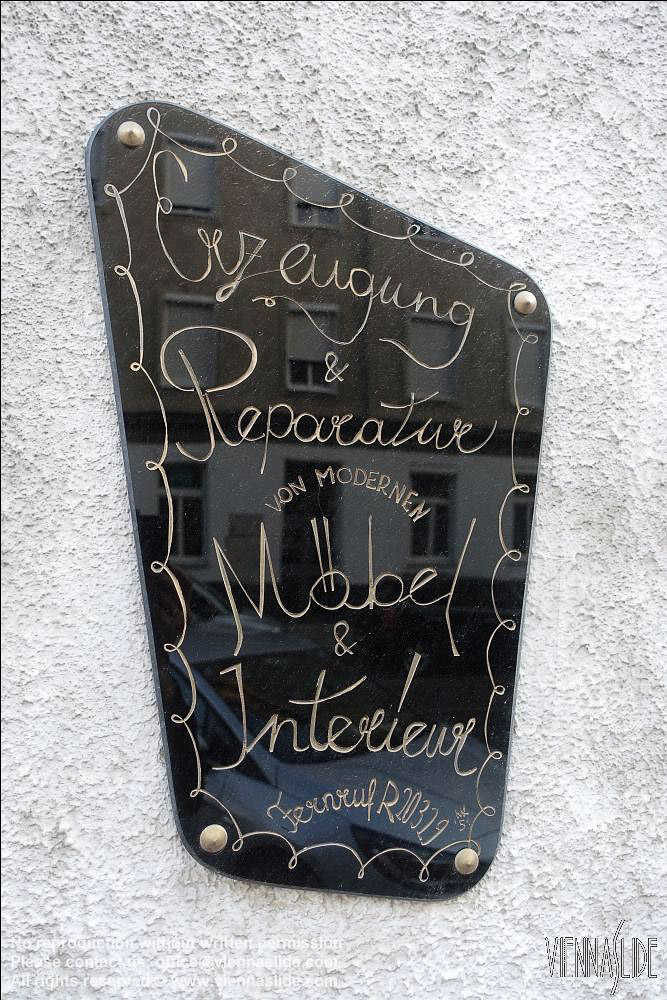 Erzeugung
&
Reparatur
VON MODERNEN
Möbel
&
Interieur
Fernruf R 20329
No reproduction without written permission
Please contact us: office@viennaslide.com
All rights reserved © www.viennaslide.com
VIENNASLIDE